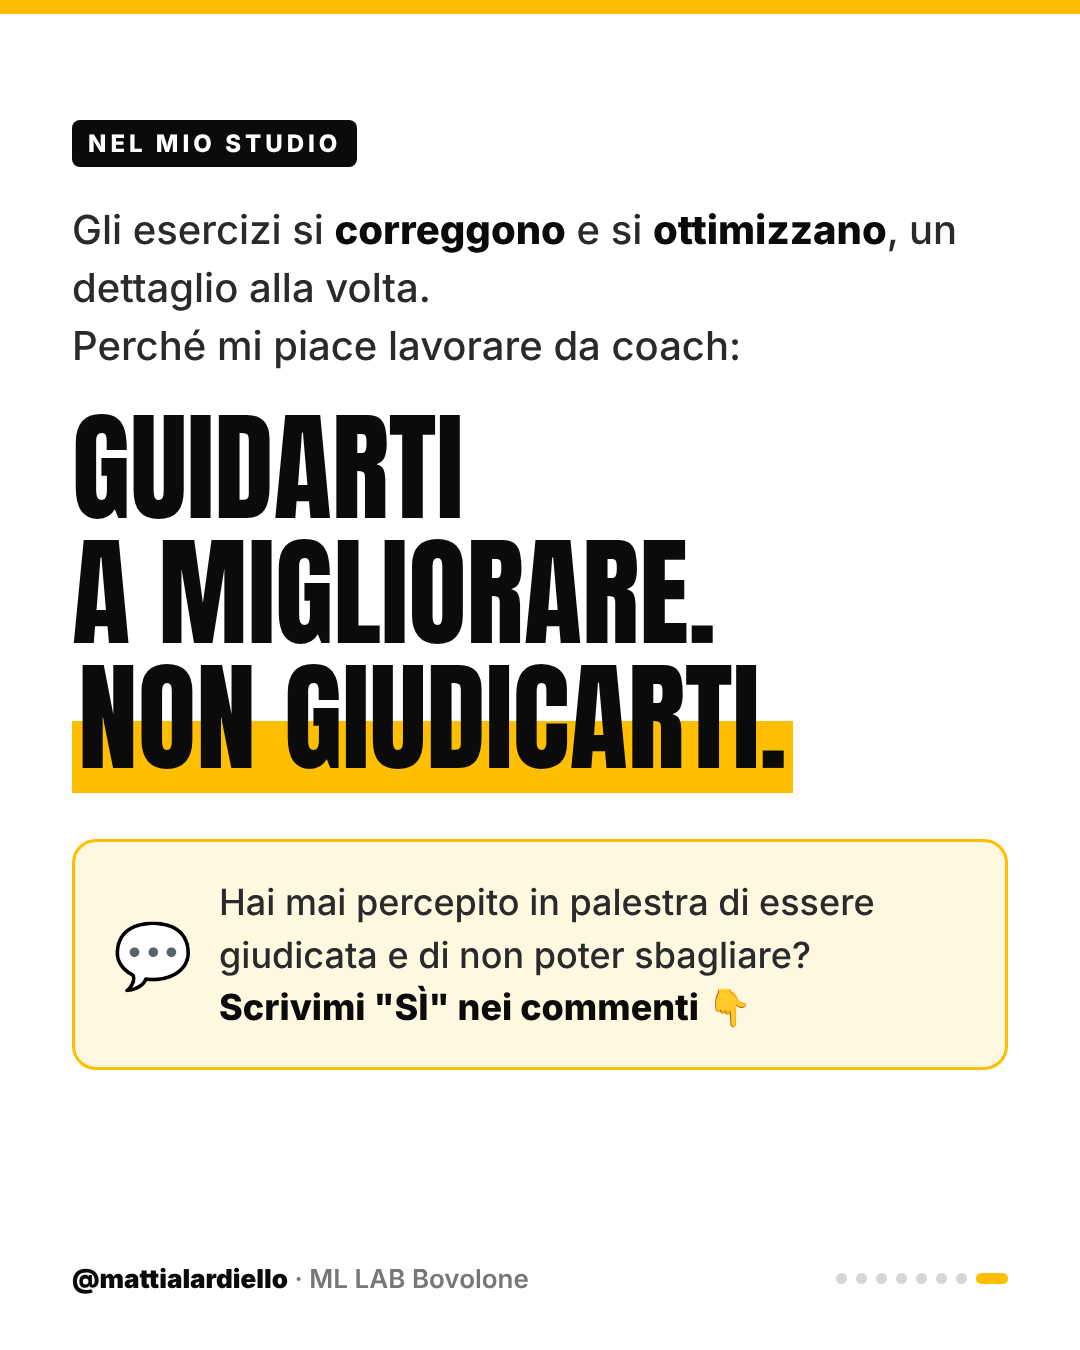 NEL MIO STUDIO
Gli esercizi si correggono e si ottimizzano, un
dettaglio alla volta.
Perché mi piace lavorare da coach:
GUIDARTI
A MIGLIORARE.
NON GIUDICARTI.
Hai mai percepito in palestra di essere
giudicata e di non poter sbagliare?
Scrivimi "SÌ" nei commenti 👇
@mattialardiello · ML LAB Bovolone